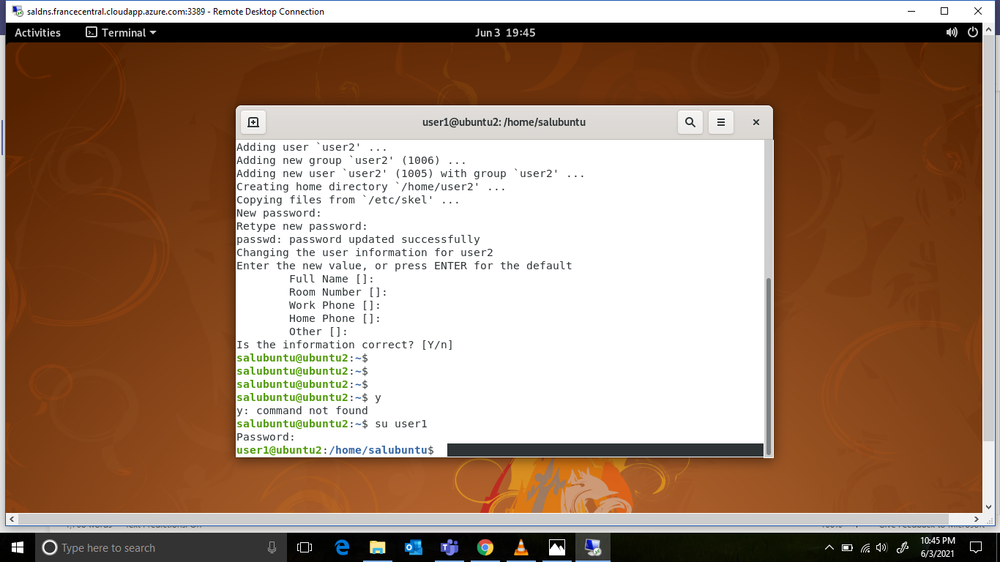 saldns.francecentral.cloudapp.azure.com:3389 - Remote Desktop Connection
Activities Terminal Jun 3 19:45
user1@ubuntu2: /home/salubuntu
Adding user `user2' ...
Adding new group `user2' (1006) ...
Adding new user `user2' (1005) with group `user2' ...
Creating home directory `/home/user2' ...
Copying files from `/etc/skel' ...
New password:
Retype new password:
passwd: password updated successfully
Changing the user information for user2
Enter the new value, or press ENTER for the default
Full Name []:
Room Number []:
Work Phone []:
Home Phone []:
Other []:
Is the information correct? [Y/n]
salubuntu@ubuntu2:~$
salubuntu@ubuntu2:~$
salubuntu@ubuntu2:~$
salubuntu@ubuntu2:~$ y
y: command not found
salubuntu@ubuntu2:~$ su user1
Password:
user1@ubuntu2:/home/salubuntu$
Type here to search
10:45 PM
6/3/2021